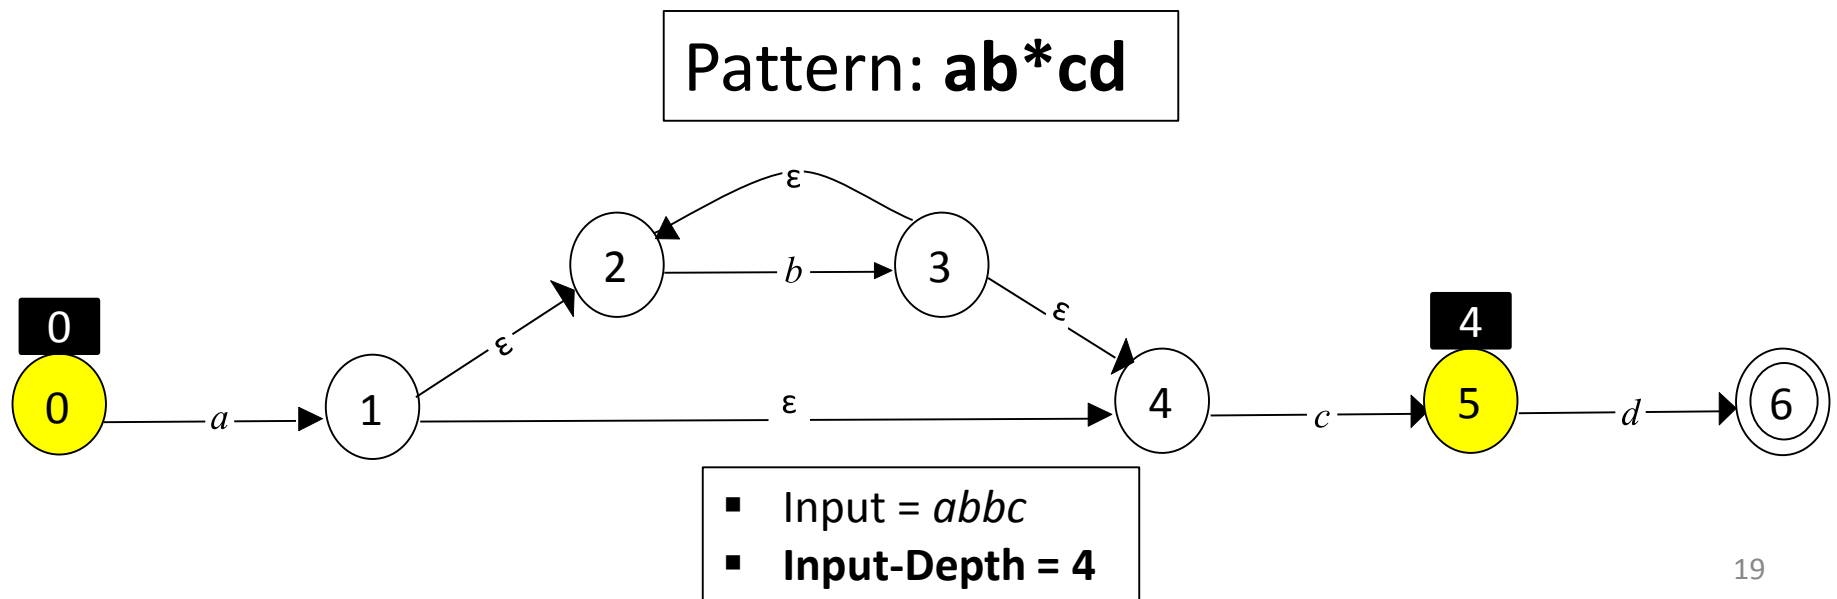 Pattern: ab*cd
ε
2
b
3
0
4
ε
ε
0
a
1
ε
4
c
5
d
6
▪ Input = abbc
▪ Input-Depth = 4
19